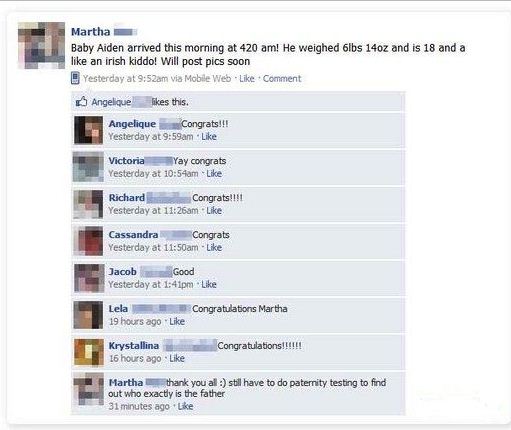 Martha
Baby Aiden arrived this morning at 420 am! He weighed 6lbs 14oz and is 18 and a
like an irish kiddo! Will post pics soon
Yesterday at 9:52am via Mobile Web · Like · Comment
Angelique likes this.
Angelique Congrats!!!
Yesterday at 9:59am · Like
Victoria Yay congrats
Yesterday at 10:54am · Like
Richard Congrats!!!!
Yesterday at 11:26am · Like
Cassandra Congrats
Yesterday at 11:50am · Like
Jacob Good
Yesterday at 1:41pm · Like
Lela Congratulations Martha
19 hours ago · Like
Krystallina Congratulations!!!!!!
16 hours ago · Like
Martha thank you all :) still have to do paternity testing to find
out who exactly is the father
31 minutes ago · Like